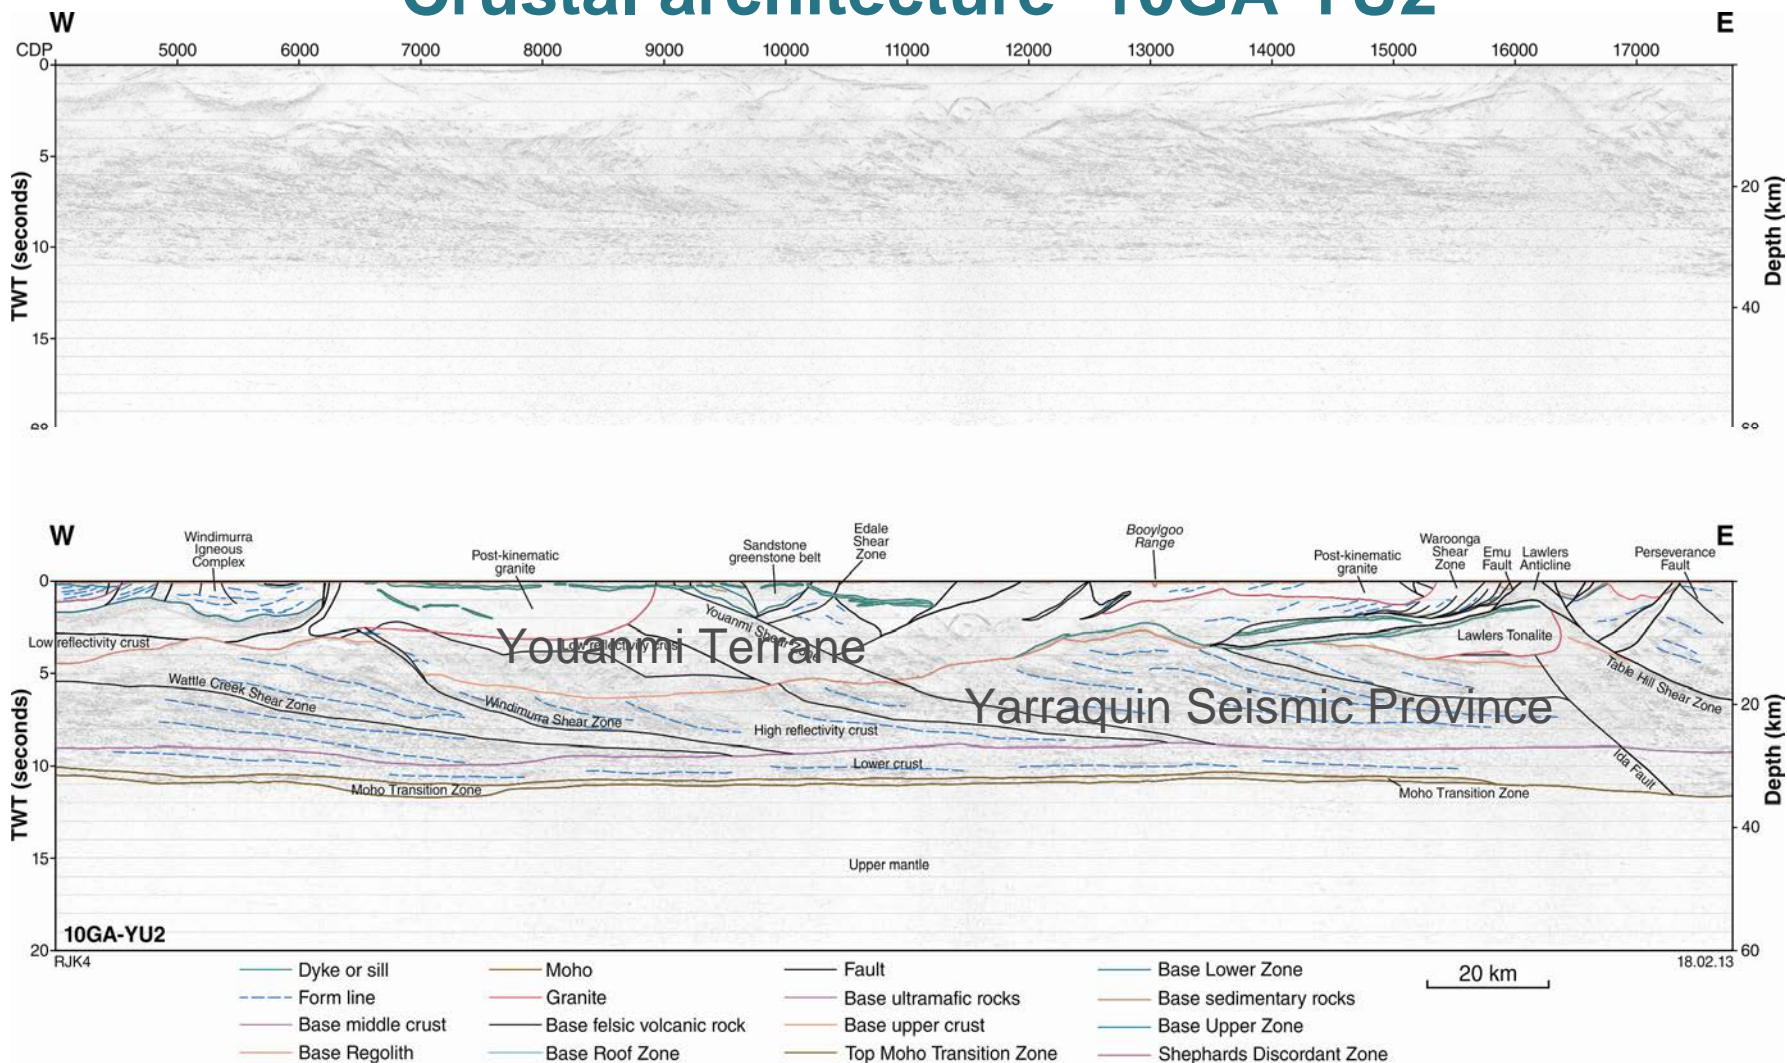 Crustal architecture 10GA-YU2
W
E
CDP
5000 6000 7000 8000 9000 10000 11000 12000 13000 14000 15000 16000 17000
0
5
10
15
TWT (seconds)
20
40
Depth (km)
W
E
Windimurra
Igneous
Complex
Post-kinematic
granite
Sandstone
greenstone belt
Edale
Shear
Zone
Booylgoo
Range
Post-kinematic
granite
Waroonga
Shear
Zone
Emu
Fault
Lawlers
Anticline
Perseverance
Fault
0
5
10
15
20
TWT (seconds)
20
40
60
Depth (km)
Low reflectivity crust
Youanmi Shear Zone
Low reflectivity crust
Youanmi Terrane
Lawlers Tonalite
Table Hill Shear Zone
Wattle Creek Shear Zone
Windimurra Shear Zone
Yarraquin Seismic Province
High reflectivity crust
Lower crust
Ida Fault
Moho Transition Zone
Moho Transition Zone
Upper mantle
10GA-YU2
RJK4
18.02.13
Dyke or sill
Moho
Fault
Base Lower Zone
20 km
Form line
Granite
Base ultramafic rocks
Base sedimentary rocks
Base middle crust
Base felsic volcanic rock
Base upper crust
Base Upper Zone
Base Regolith
Base Roof Zone
Top Moho Transition Zone
Shephards Discordant Zone